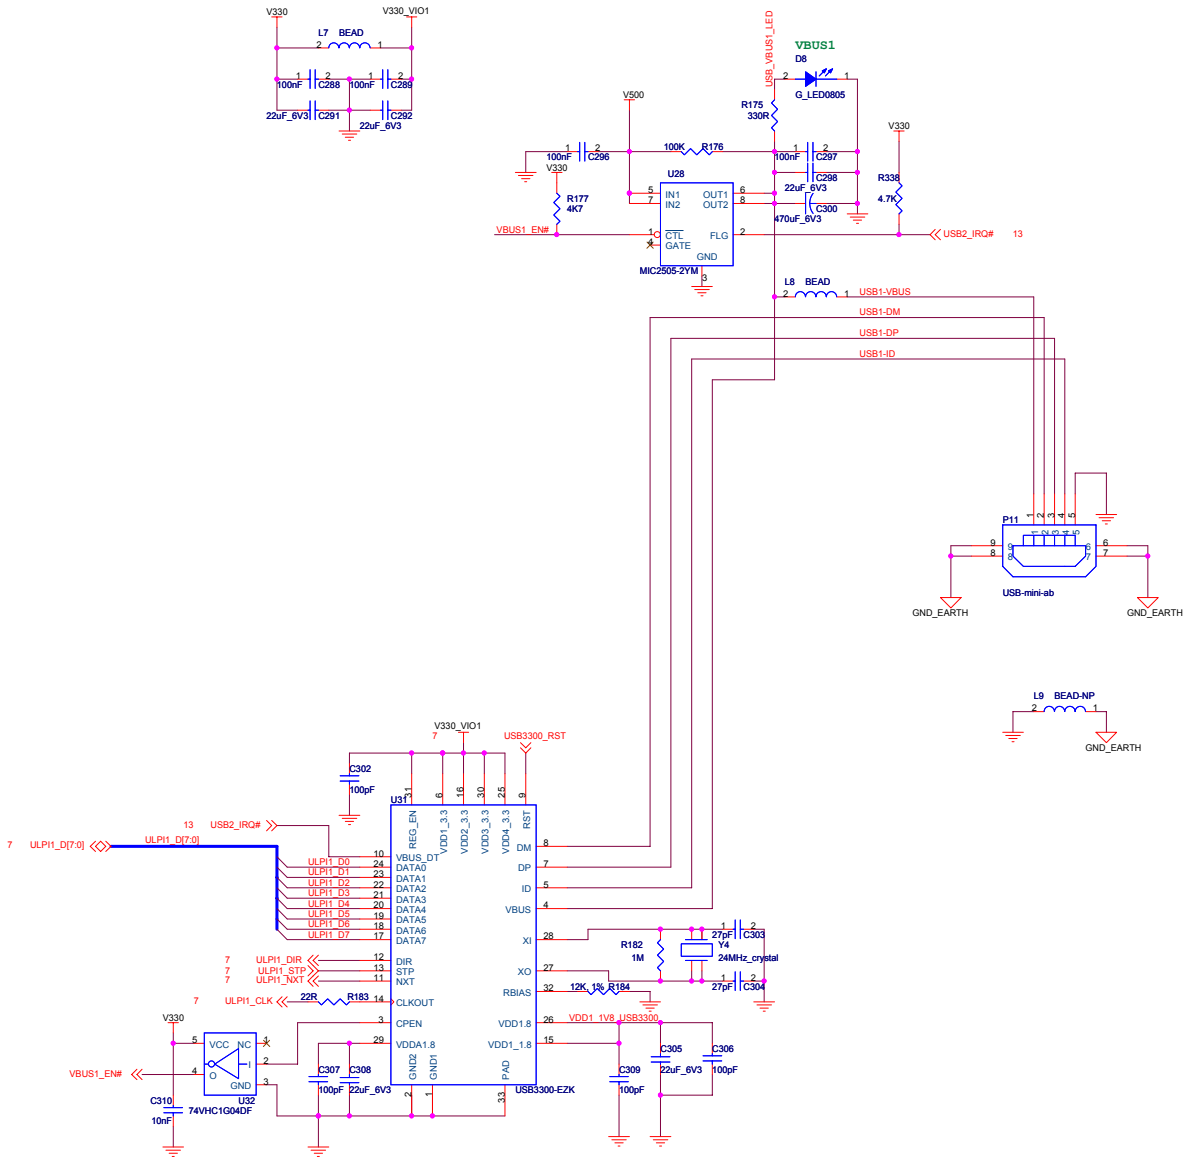 V330
V330_VIO1
L7 BEAD
2 1
1 2 1 2
100nF C288 100nF C289
22uF_6V3 C291 C292
22uF_6V3
USB_VBUS1_LED
VBUS1
D8
2 1
G_LED0805
R175
330R
V500
V330
1 2
100nF C296
100K R176
1 2
100nF C297
C298
22uF_6V3
C300
470uF_6V3
R338
4.7K
V330
R177
4K7
U28
5 IN1 OUT1 6
7 IN2 OUT2 8
VBUS1_EN#
1 CTL FLG 2
4 GATE
GND
3
MIC2505-2YM
USB2_IRQ# 13
L8 BEAD
2 1
USB1-VBUS
USB1-DM
USB1-DP
USB1-ID
1 2 3 4 5
P11
1 2 3 4 5
9 9 6 6
8 8 7 7
USB-mini-ab
GND_EARTH
GND_EARTH
L9 BEAD-NP
2 1
GND_EARTH
V330_VIO1
7 USB3300_RST
C302
100pF
31 6 16 30 25 9
U31
REG_EN VDD1_3.3 VDD2_3.3 VDD3_3.3 VDD4_3.3 RST
13 USB2_IRQ#
7 ULPI1_D[7:0] ULPI1_D[7:0]
10 VBUS_DT
ULPI1_D0 24 DATA0
ULPI1_D1 23 DATA1
ULPI1_D2 22 DATA2
ULPI1_D3 21 DATA3
ULPI1_D4 20 DATA4
ULPI1_D5 19 DATA5
ULPI1_D6 18 DATA6
ULPI1_D7 17 DATA7
7 ULPI1_DIR 12 DIR
7 ULPI1_STP 13 STP
7 ULPI1_NXT 11 NXT
7 ULPI1_CLK 22R R183 14 CLKOUT
3 CPEN
29 VDDA1.8
DM 8
DP 7
ID 5
VBUS 4
XI 28
XO 27
RBIAS 32
VDD1.8 26
VDD1_1.8 15
GND2 GND1 PAD
2 1 33
USB3300-EZK
R182
1M
1 2
27pF C303
Y4
24MHz_crystal
1 2
27pF C304
12K_1% R184
VDD1_1V8_USB3300
C305
22uF_6V3
C306
100pF
C309
100pF
C307
100pF
C308
22uF_6V3
V330
5 VCC NC 1
I 2
VBUS1_EN# 4 O
GND 3
U32
74VHC1G04DF
C310
10nF